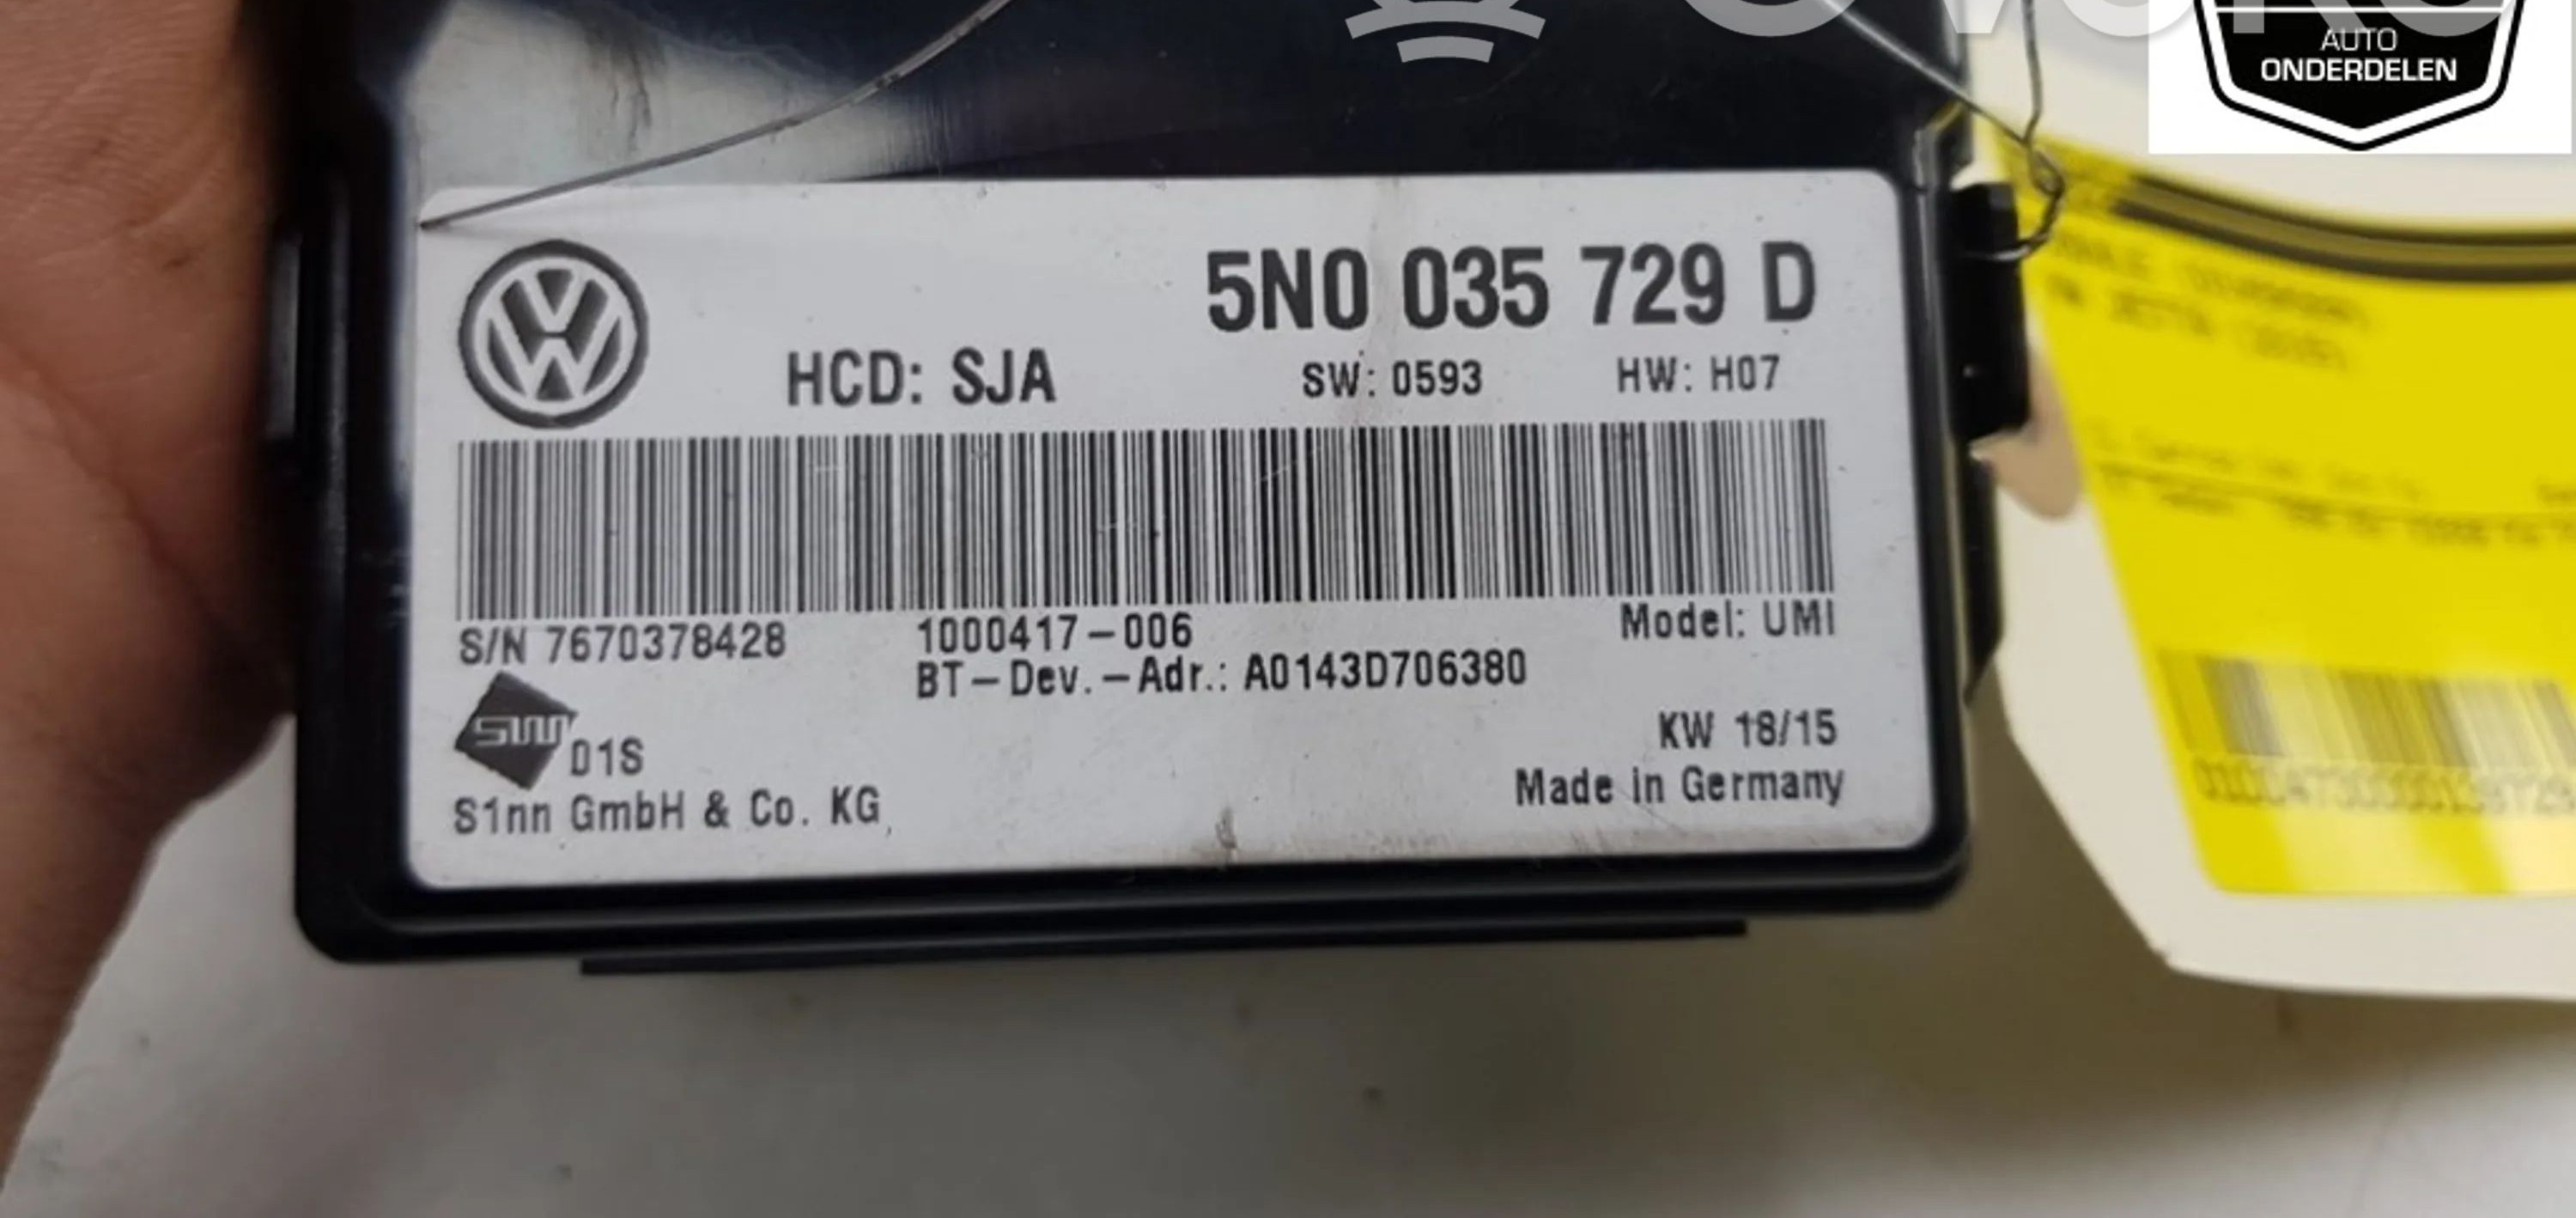 AUTO
ONDERDELEN
5N0 035 729 D
HCD: SJA SW: 0593 HW: H07
S/N 7670378428 1000417-006 Model: UMI
BT-Dev.-Adr.: A0143D706380
SW 01S KW 18/15
S1nn GmbH & Co. KG Made in Germany